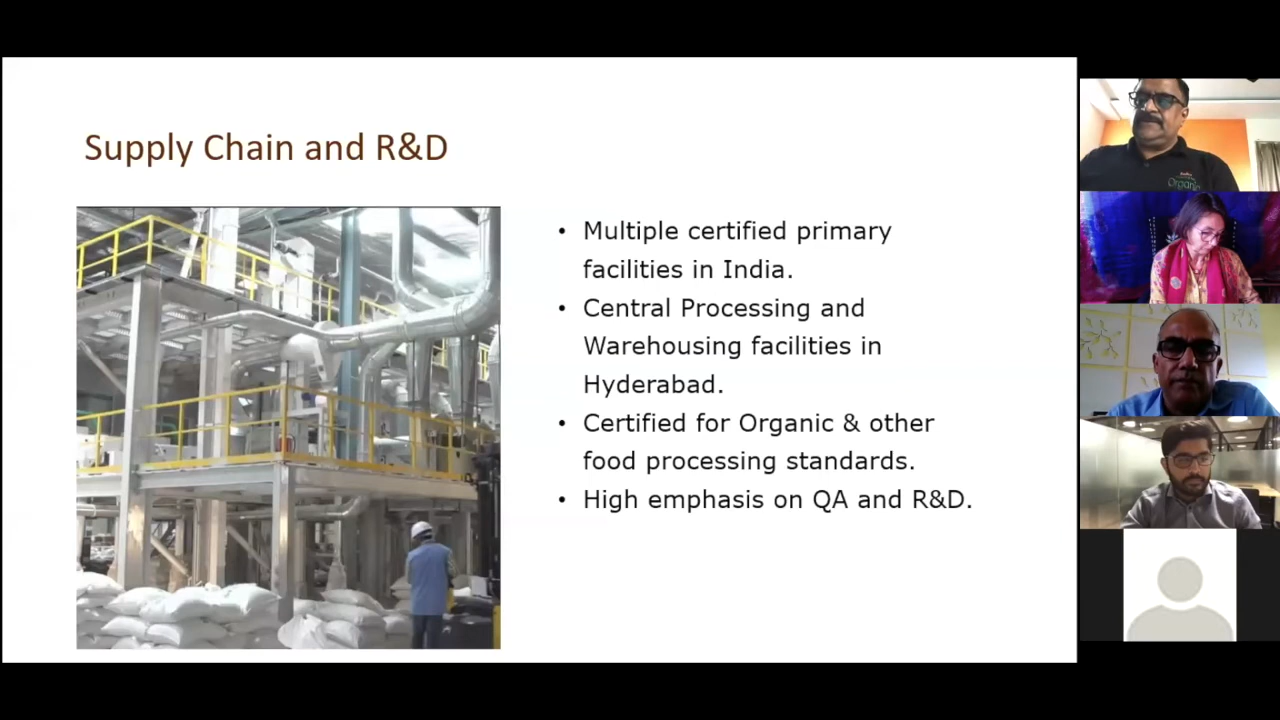 Supply Chain and R&D
• Multiple certified primary
facilities in India.
• Central Processing and
Warehousing facilities in
Hyderabad.
• Certified for Organic & other
food processing standards.
• High emphasis on QA and R&D.
Organic